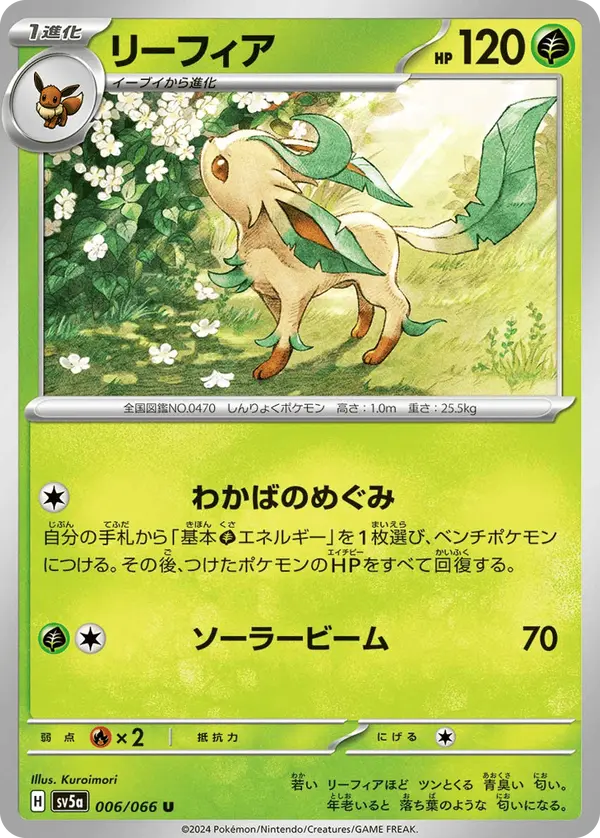 1進化
リーフィア
HP120
イーブイから進化
全国図鑑NO.0470 しんりょくポケモン 高さ:1.0m 重さ:25.5kg
わかばのめぐみ
自分の手札から「基本エネルギー」を1枚選び、ベンチポケモン
につける。その後、つけたポケモンのHPをすべて回復する。
ソーラービーム 70
弱点 ×2 抵抗力 にげる
Illus. Kuroimori
H sv5a 006/066 U
若い リーフィアほど ツンとくる 青臭い 匂い。
年老いると 落ち葉のような 匂いになる。
©2024 Pokémon/Nintendo/Creatures/GAME FREAK.